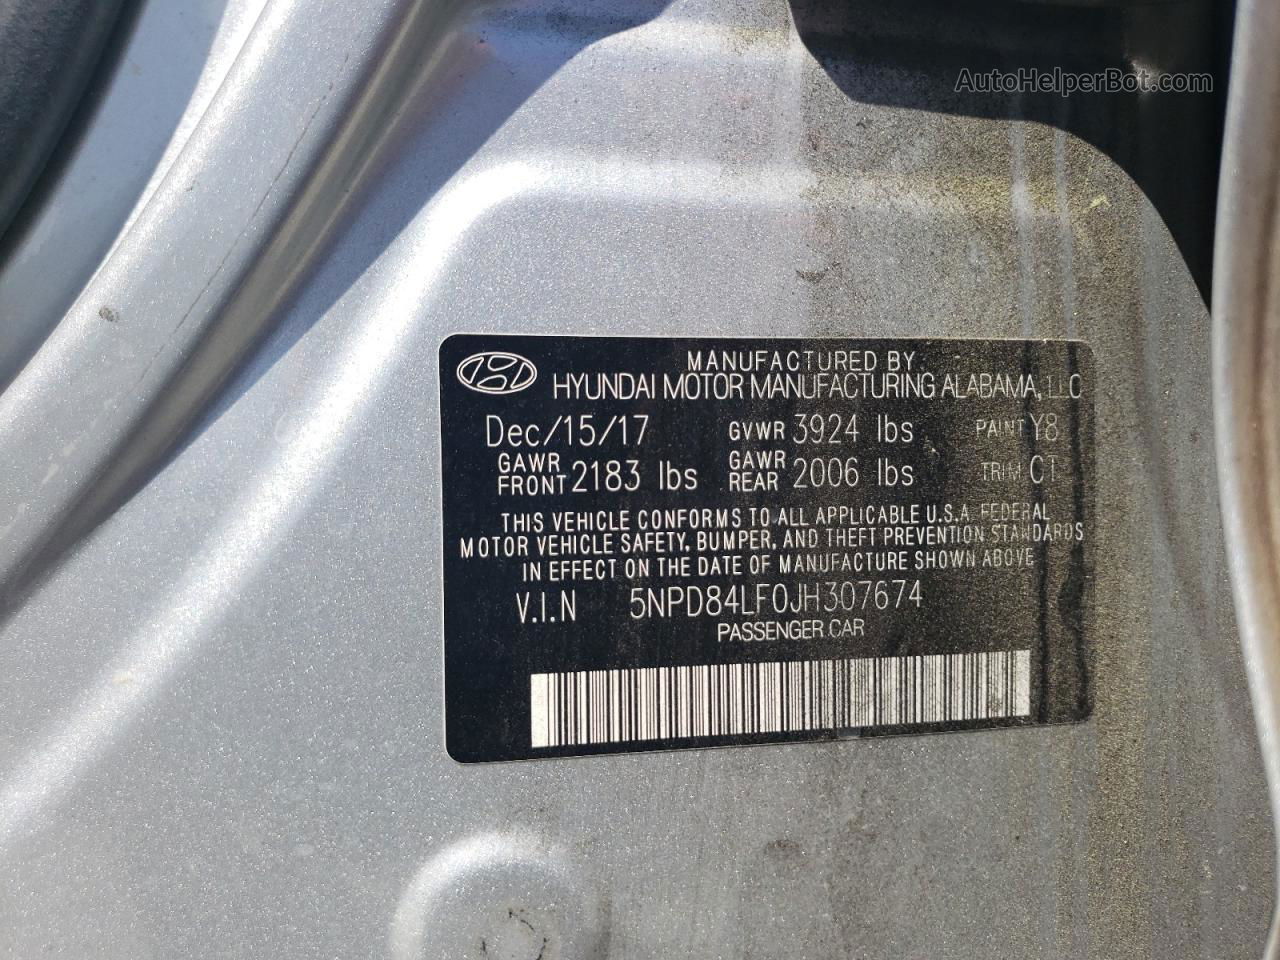 AutoHelperBot.com
MANUFACTURED BY
HYUNDAI MOTOR MANUFACTURING ALABAMA, LLC
Dec/15/17 GVWR 3924 lbs PAINT Y8
GAWR FRONT 2183 lbs GAWR REAR 2006 lbs TRIM CT
THIS VEHICLE CONFORMS TO ALL APPLICABLE U.S.A. FEDERAL
MOTOR VEHICLE SAFETY, BUMPER, AND THEFT PREVENTION STANDARDS
IN EFFECT ON THE DATE OF MANUFACTURE SHOWN ABOVE
V.I.N 5NPD84LF0JH307674
PASSENGER CAR